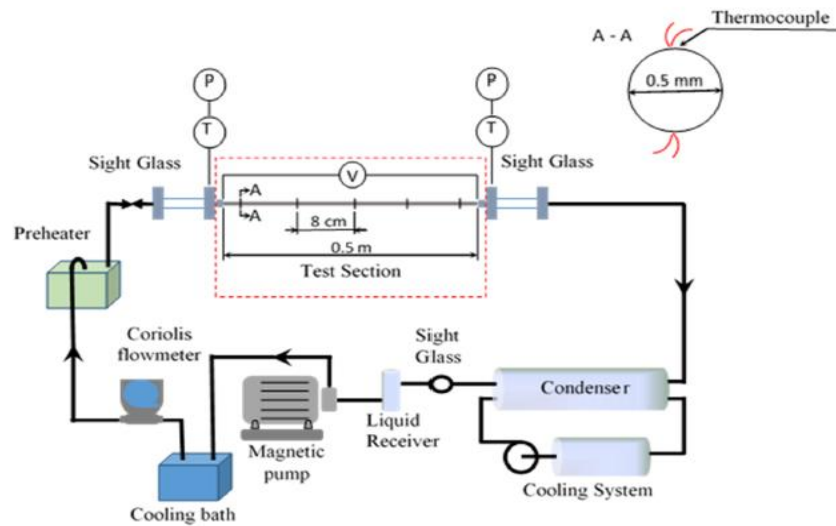 A - A
Thermocouple
0.5 mm
P
T
P
T
Sight Glass
Sight Glass
V
A
A
8 cm
0.5 m
Test Section
Preheater
Coriolis
flowmeter
Sight
Glass
Condenser
Liquid
Receiver
Magnetic
pump
Cooling System
Cooling bath